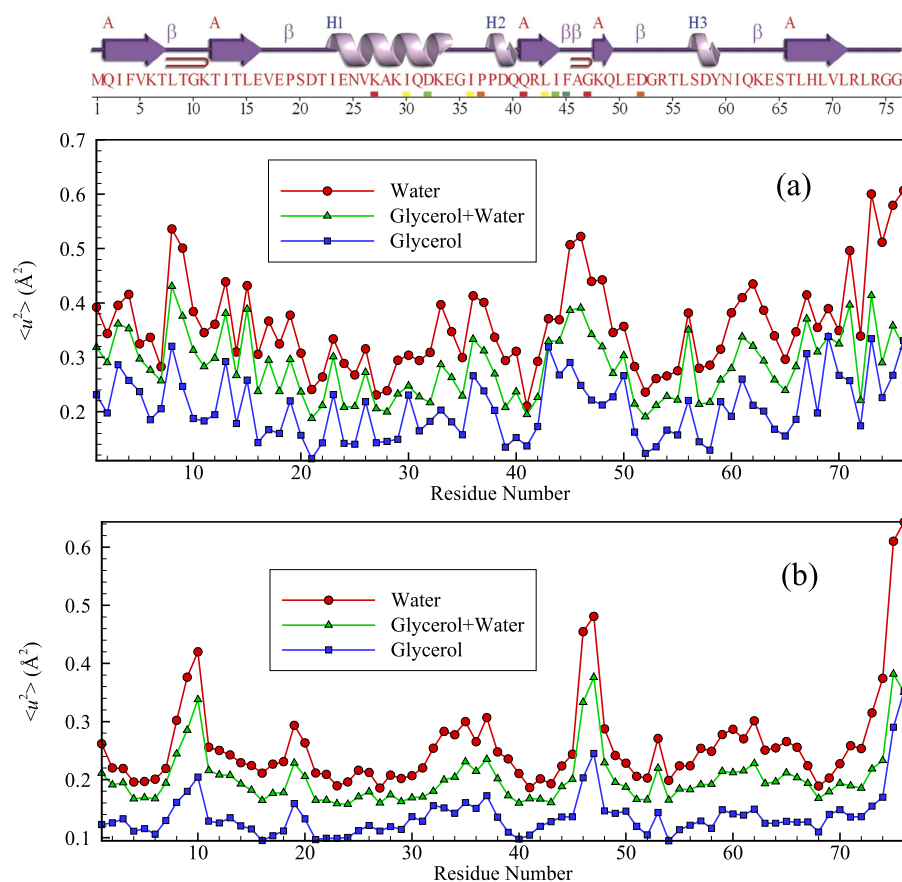 A β A β H1 H2 A ββ A β H3 β A
MQIFVKTLTGKTITLEVEPSDTIENVKAKIQDKEGIPPDQQRLIFAGKQLEDGRTLSDYNIQKESTLHLVLRLRGG
1 5 10 15 20 25 30 35 40 45 50 55 60 65 70 75
0.7
0.6
0.5
0.4
0.3
0.2
<u²> (Å²)
Water
Glycerol+Water
Glycerol
(a)
10 20 30 40 50 60 70
Residue Number
0.6
0.5
0.4
0.3
0.2
0.1
<u²> (Å²)
Water
Glycerol+Water
Glycerol
(b)
10 20 30 40 50 60 70
Residue Number